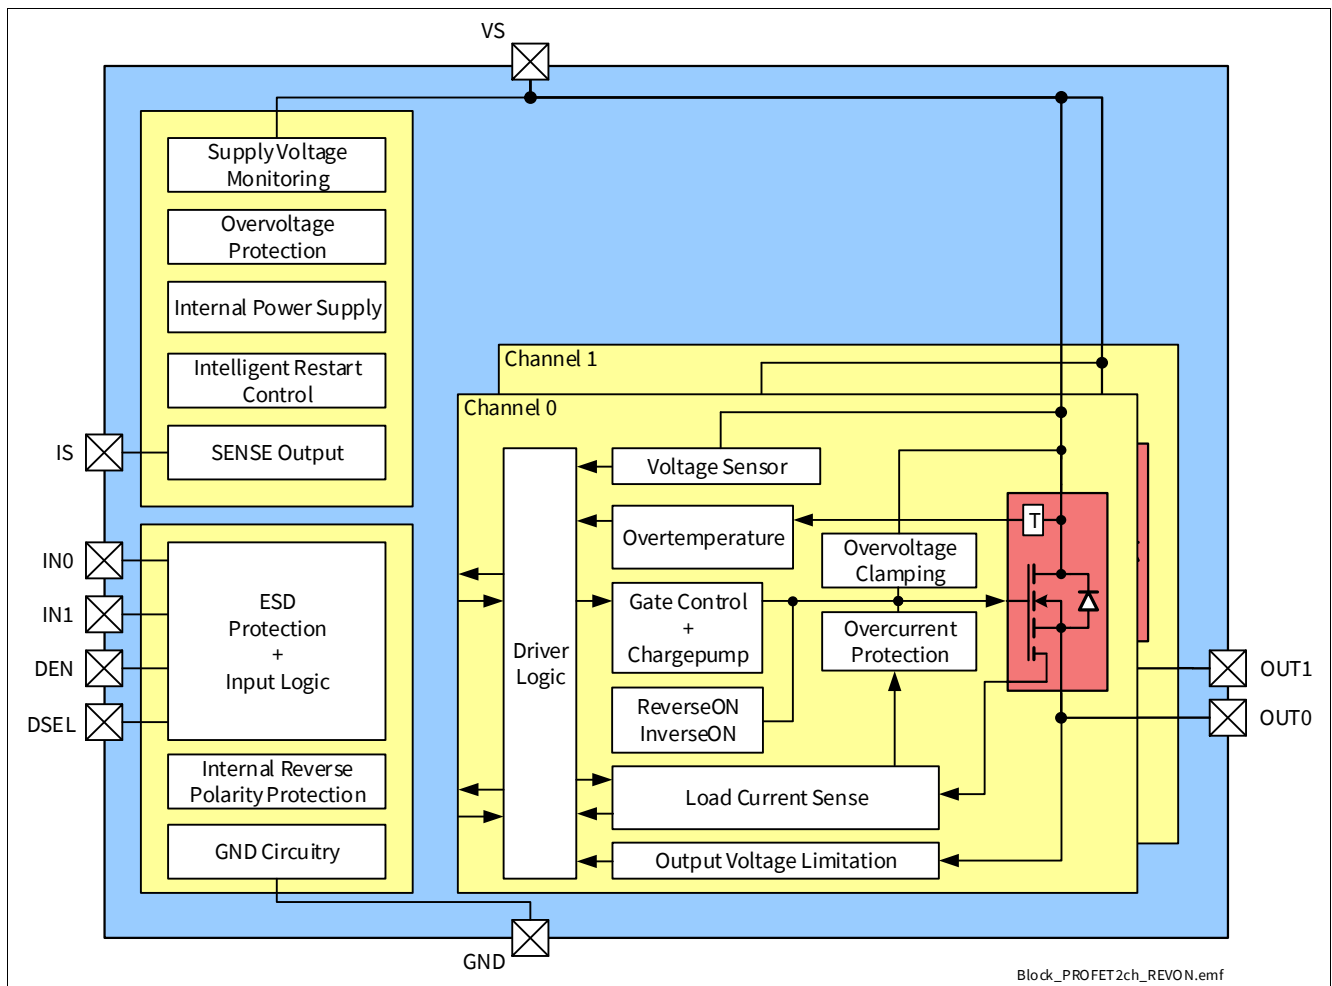 VS
Supply Voltage
Monitoring
Overvoltage
Protection
Internal Power Supply
Intelligent Restart
Control
SENSE Output
IS
IN0
IN1
DEN
DSEL
ESD
Protection
+
Input Logic
Internal Reverse
Polarity Protection
GND Circuitry
GND
Channel 1
Channel 0
Driver
Logic
Voltage Sensor
Overtemperature
T
Overvoltage
Clamping
Gate Control
+
Chargepump
Overcurrent
Protection
ReverseON
InverseON
Load Current Sense
Output Voltage Limitation
OUT1
OUT0
Block_PROFET2ch_REVON.emf